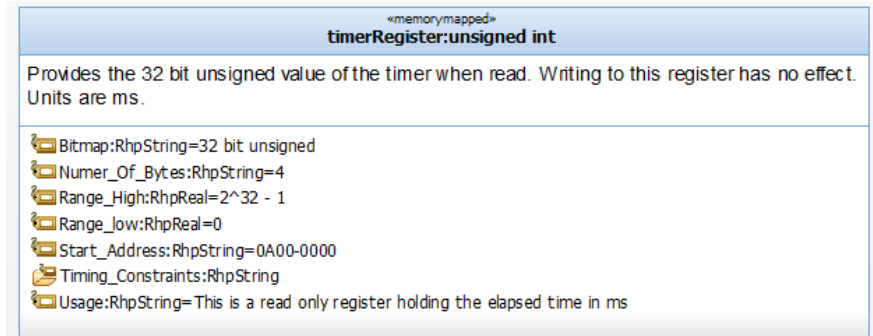 «memorymapped»
timerRegister:unsigned int
Provides the 32 bit unsigned value of the timer when read. Writing to this register has no effect.
Units are ms.
Bitmap:RhpString=32 bit unsigned
Numer_Of_Bytes:RhpString=4
Range_High:RhpReal=2^32 - 1
Range_low:RhpReal=0
Start_Address:RhpString=0A00-0000
Timing_Constraints:RhpString
Usage:RhpString=This is a read only register holding the elapsed time in ms